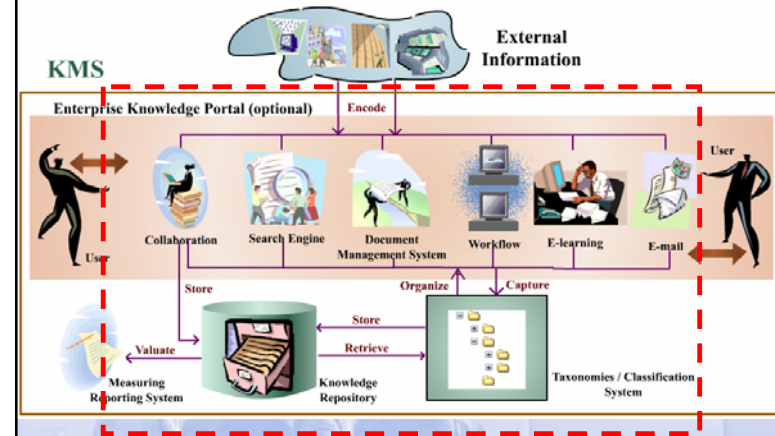 External
Information
KMS
Enterprise Knowledge Portal (optional)
Encode
User
User
Collaboration
Search Engine
Document
Management System
Workflow
E-learning
E-mail
Store
Organize
Capture
Store
Valuate
Retrieve
Measuring
Reporting System
Knowledge
Repository
Taxonomies / Classification
System